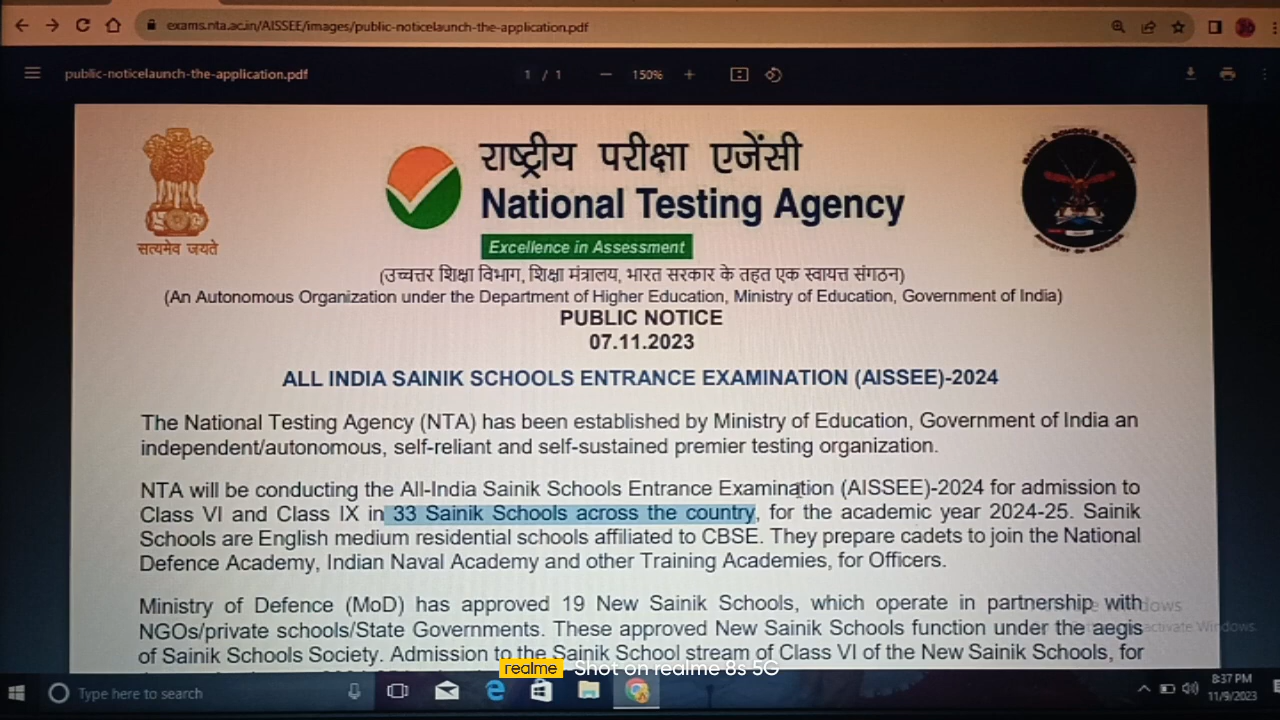 exams.nta.ac.in/AISSEE/images/public-noticelaunch-the-application.pdf
public-noticelaunch-the-application.pdf
1 / 1
150%
राष्ट्रीय परीक्षा एजेंसी
National Testing Agency
Excellence in Assessment
सत्यमेव जयते
SAINIK SCHOOLS SOCIETY
MINISTRY OF DEFENCE
(उच्चत्तर शिक्षा विभाग, शिक्षा मंत्रालय, भारत सरकार के तहत एक स्वायत्त संगठन)
(An Autonomous Organization under the Department of Higher Education, Ministry of Education, Government of India)
PUBLIC NOTICE
07.11.2023
ALL INDIA SAINIK SCHOOLS ENTRANCE EXAMINATION (AISSEE)-2024
The National Testing Agency (NTA) has been established by Ministry of Education, Government of India an
independent/autonomous, self-reliant and self-sustained premier testing organization.
NTA will be conducting the All-India Sainik Schools Entrance Examination (AISSEE)-2024 for admission to
Class VI and Class IX in 33 Sainik Schools across the country, for the academic year 2024-25. Sainik
Schools are English medium residential schools affiliated to CBSE. They prepare cadets to join the National
Defence Academy, Indian Naval Academy and other Training Academies, for Officers.
Ministry of Defence (MoD) has approved 19 New Sainik Schools, which operate in partnership with
NGOs/private schools/State Governments. These approved New Sainik Schools function under the aegis
of Sainik Schools Society. Admission to the Sainik School stream of Class VI of the New Sainik Schools, for
Windows
activate Windows.
realme Shot on realme 8s 5G
Type here to search
8:37 PM
11/9/2023